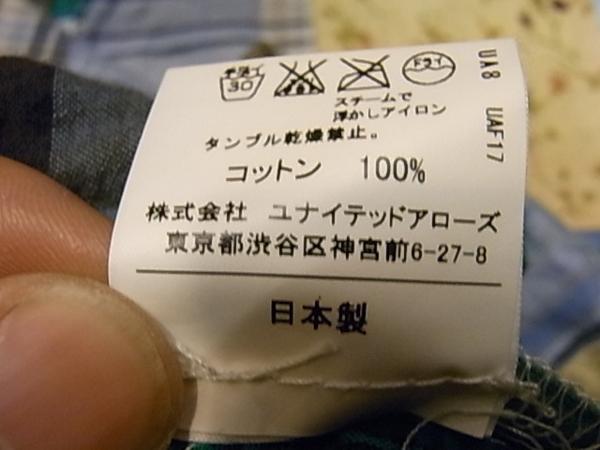 手洗イ 30 ドライ
スチームで
浮かしアイロン
タンブル乾燥禁止。
コットン 100%
株式会社 ユナイテッドアローズ
東京都渋谷区神宮前6-27-8
日本製
UA8 UAF17